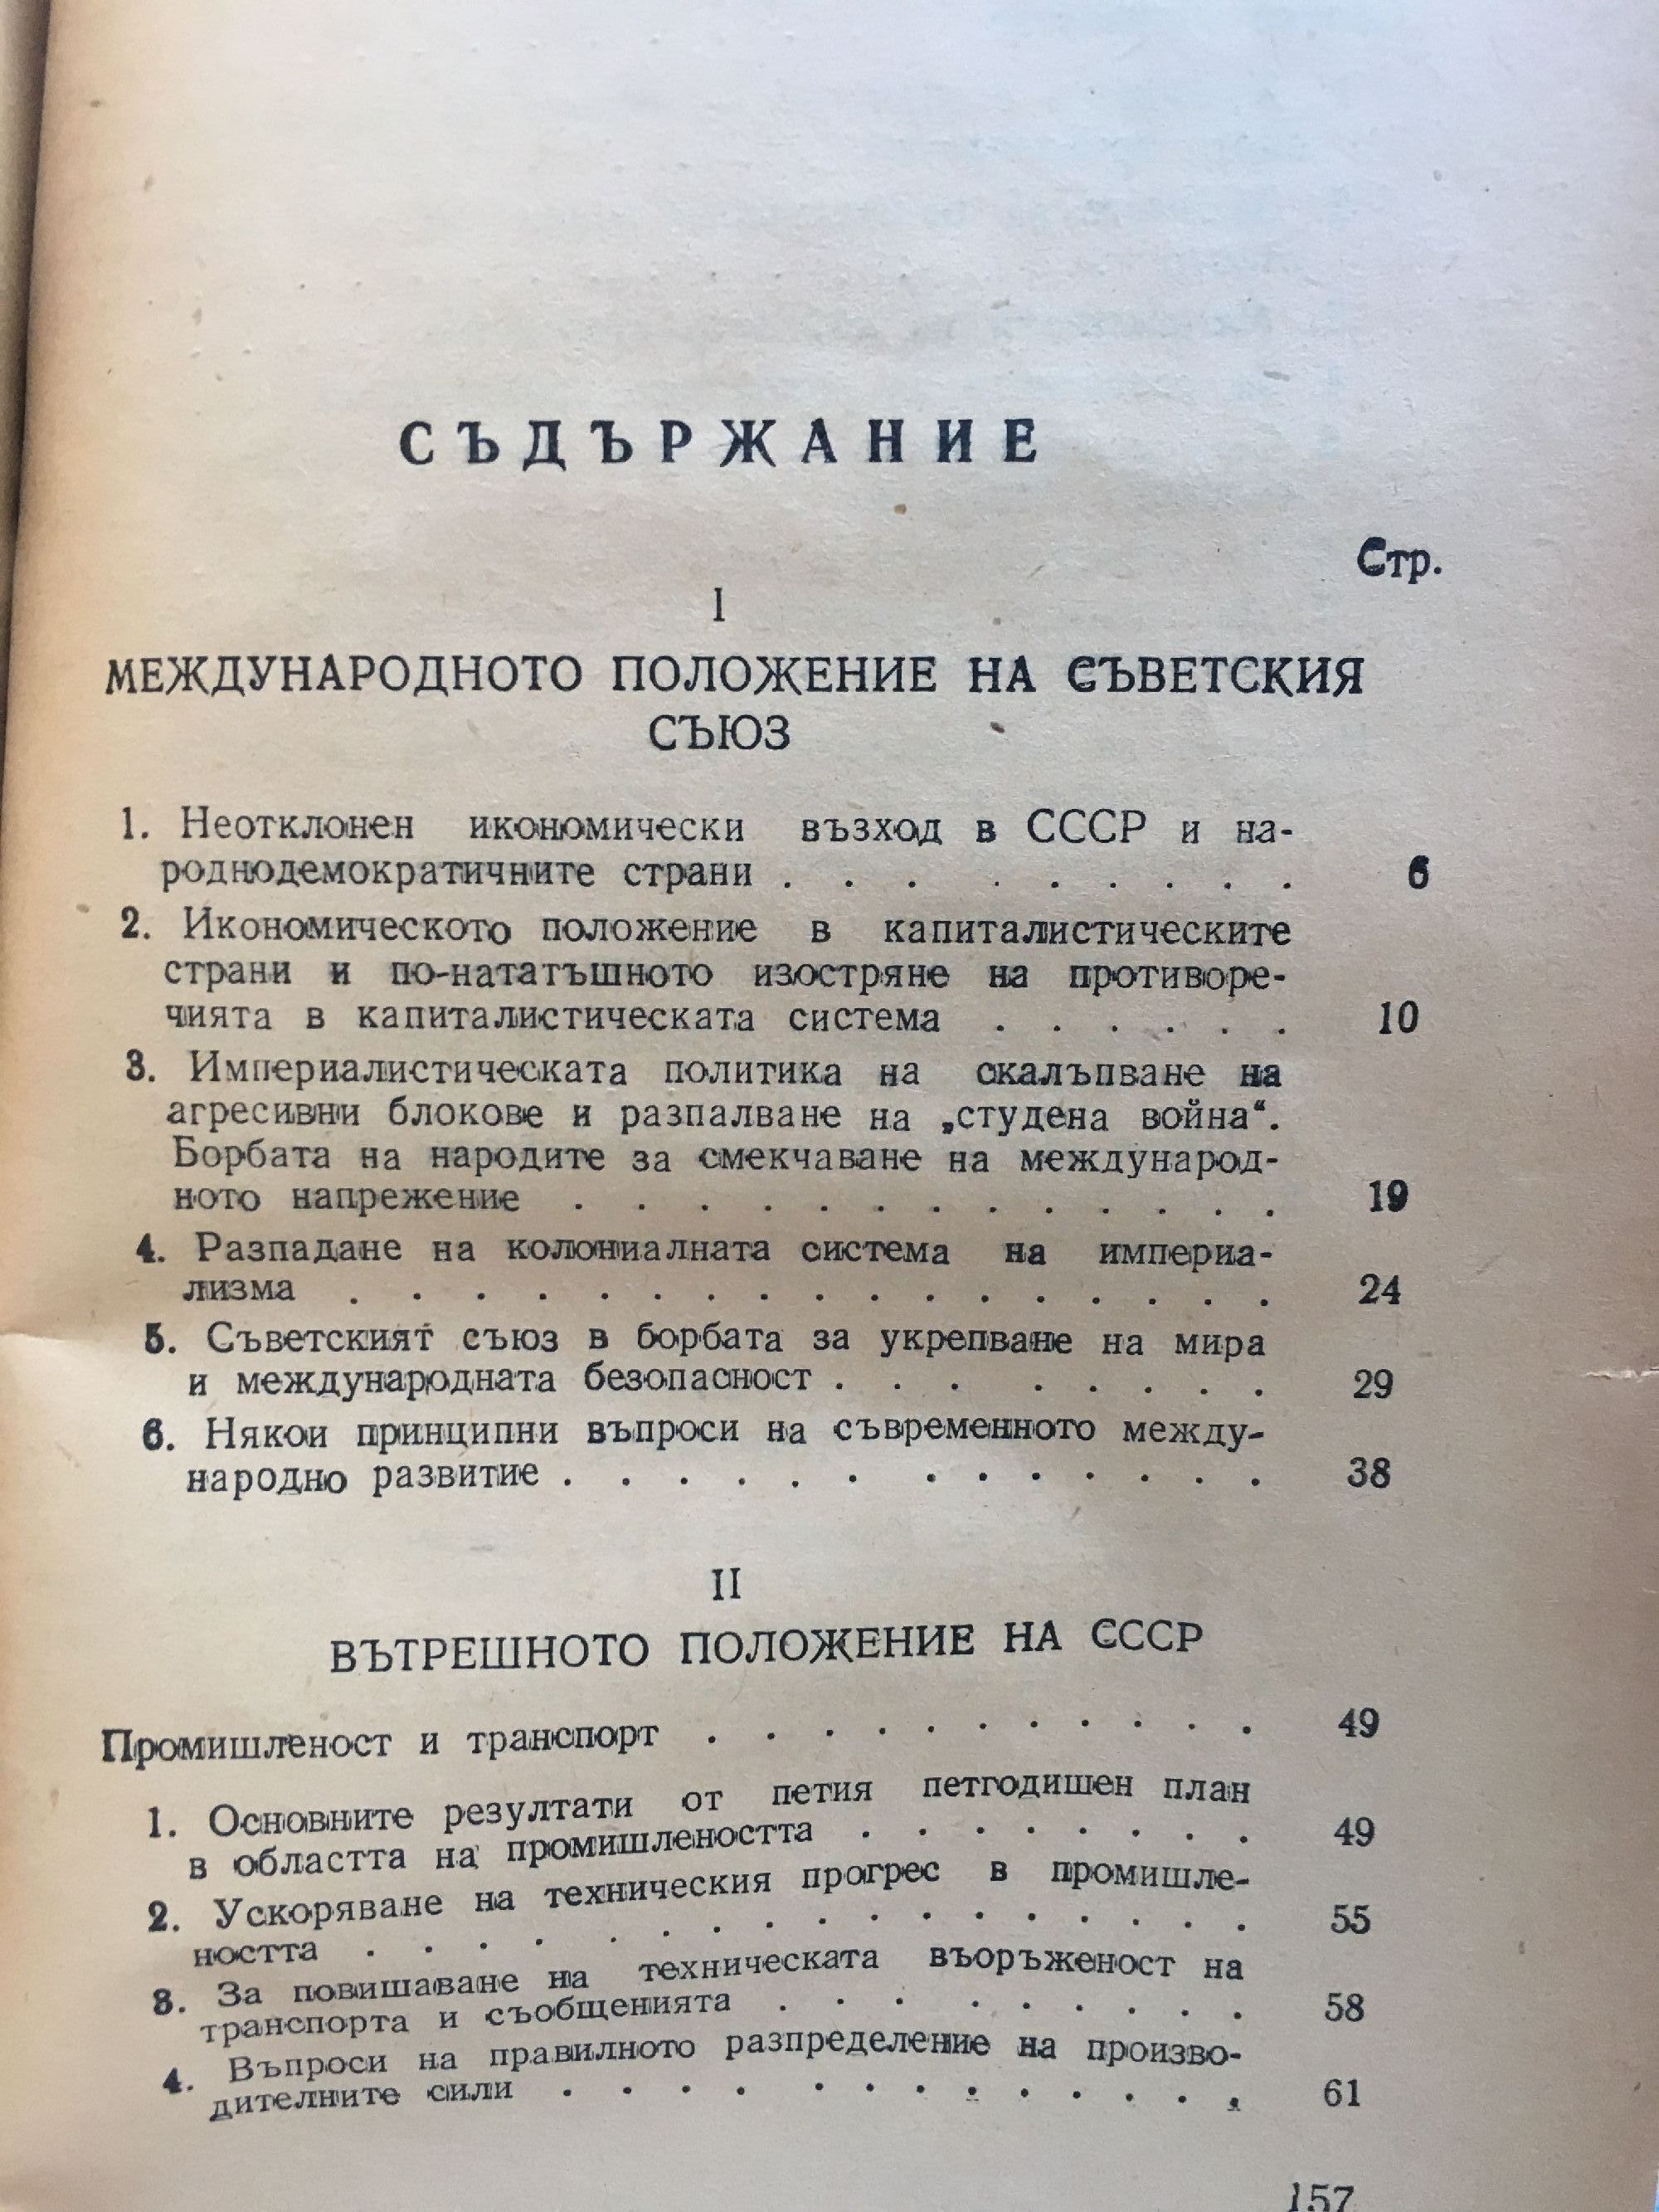 СЪДЪРЖАНИЕ
Стр.
I
МЕЖДУНАРОДНОТО ПОЛОЖЕНИЕ НА СЪВЕТСКИЯ
СЪЮЗ
1. Неотклонен икономически възход в СССР и на-
роднодемократичните страни . . . . . . . . . 6
2. Икономическото положение в капиталистическите
страни и по-нататъшното изостряне на противоре-
чията в капиталистическата система . . . . . . 10
3. Империалистическата политика на скалъпване на
агресивни блокове и разпалване на „студена война“.
Борбата на народите за смекчаване на международ-
ното напрежение . . . . . . . . . . . . 19
4. Разпадане на колониалната система на империа-
лизма . . . . . . . . . . . . . . . . 24
5. Съветският съюз в борбата за укрепване на мира
и международната безопасност . . . . . . . . 29
6. Някои принципни въпроси на съвременното между-
народно развитие . . . . . . . . . . . . . 38
II
ВЪТРЕШНОТО ПОЛОЖЕНИЕ НА СССР
Промишленост и транспорт . . . . . . . . . . 49
1. Основните резултати от петия петгодишен план
в областта на промишлеността . . . . . . . . 49
2. Ускоряване на техническия прогрес в промишле-
ността . . . . . . . . . . . . . . . . 55
3. За повишаване на техническата въоръженост на
транспорта и съобщенията . . . . . . . . . 58
4. Въпроси на правилното разпределение на произво-
дителните сили . . . . . . . . . . . . . 61
157